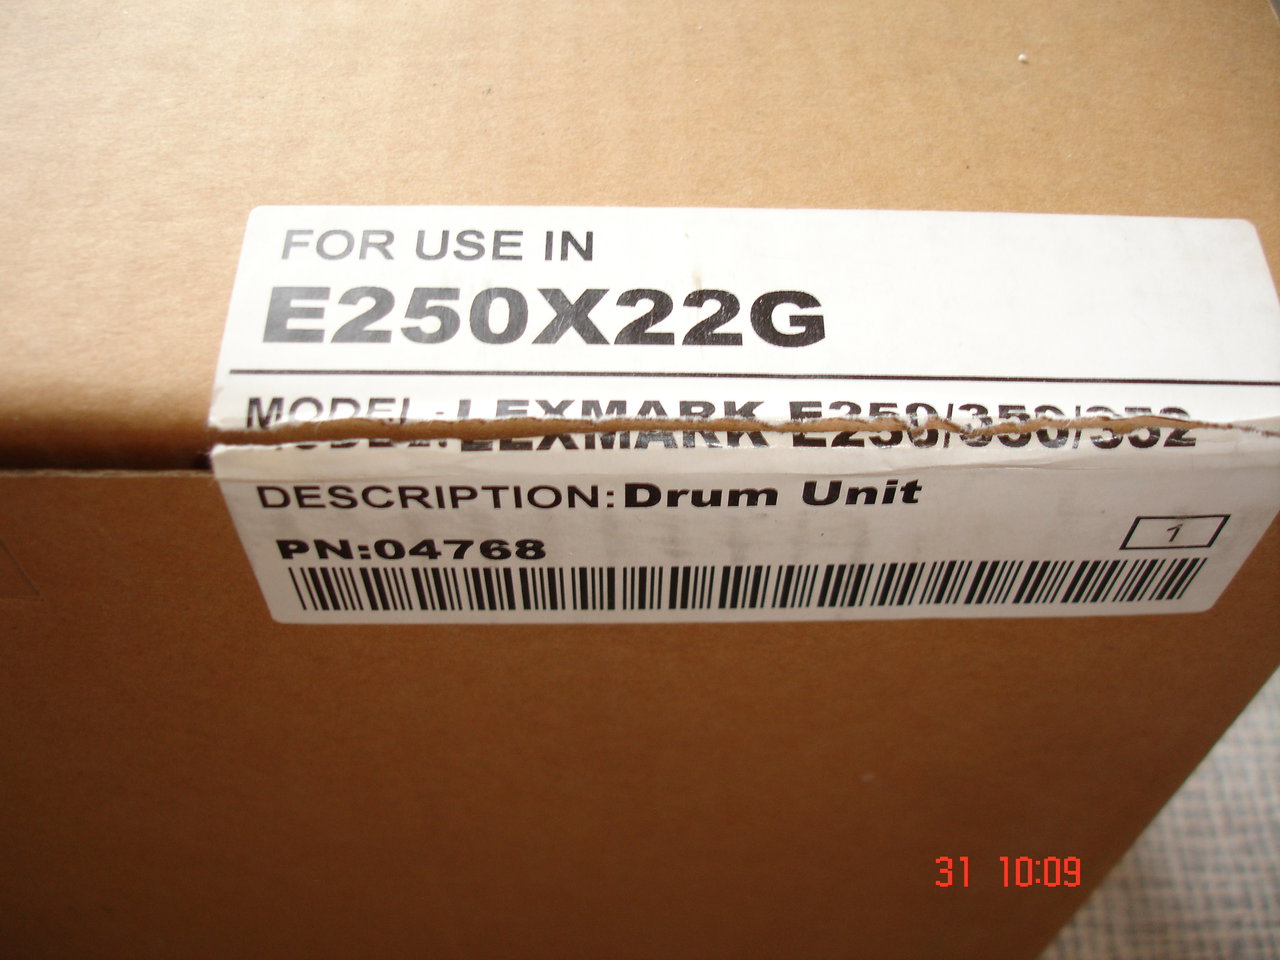 FOR USE IN
E250X22G
MODEL:LEXMARK E250/350/352
DESCRIPTION:Drum Unit
PN:04768
1
31 10:09